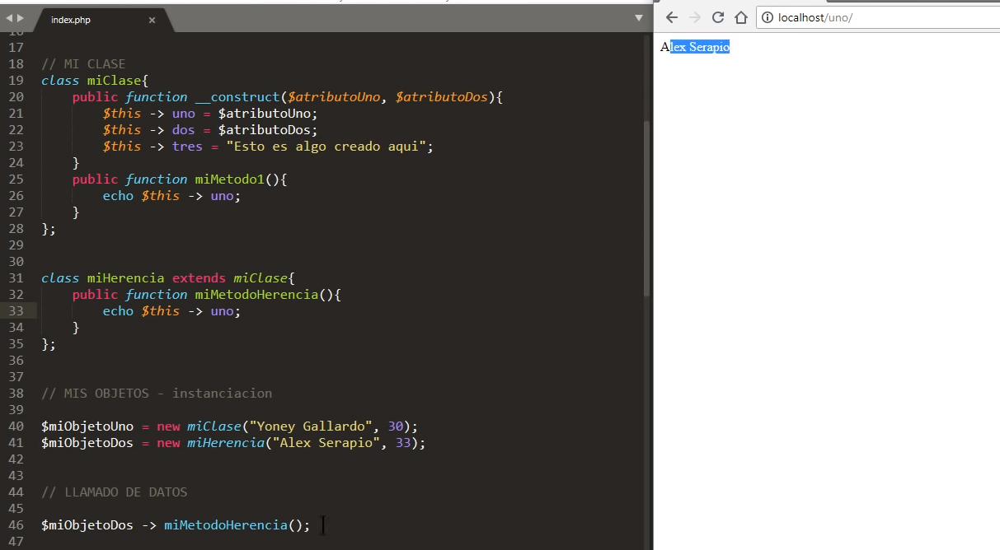 index.php ×
16
17
18 // MI CLASE
19 class miClase{
20 public function __construct($atributoUno, $atributoDos){
21 $this -> uno = $atributoUno;
22 $this -> dos = $atributoDos;
23 $this -> tres = "Esto es algo creado aqui";
24 }
25 public function miMetodo1(){
26 echo $this -> uno;
27 }
28 };
29
30
31 class miHerencia extends miClase{
32 public function miMetodoHerencia(){
33 echo $this -> uno;
34 }
35 };
36
37
38 // MIS OBJETOS - instanciacion
39
40 $miObjetoUno = new miClase("Yoney Gallardo", 30);
41 $miObjetoDos = new miHerencia("Alex Serapio", 33);
42
43
44 // LLAMADO DE DATOS
45
46 $miObjetoDos -> miMetodoHerencia();
47
localhost/uno/
Alex Serapio